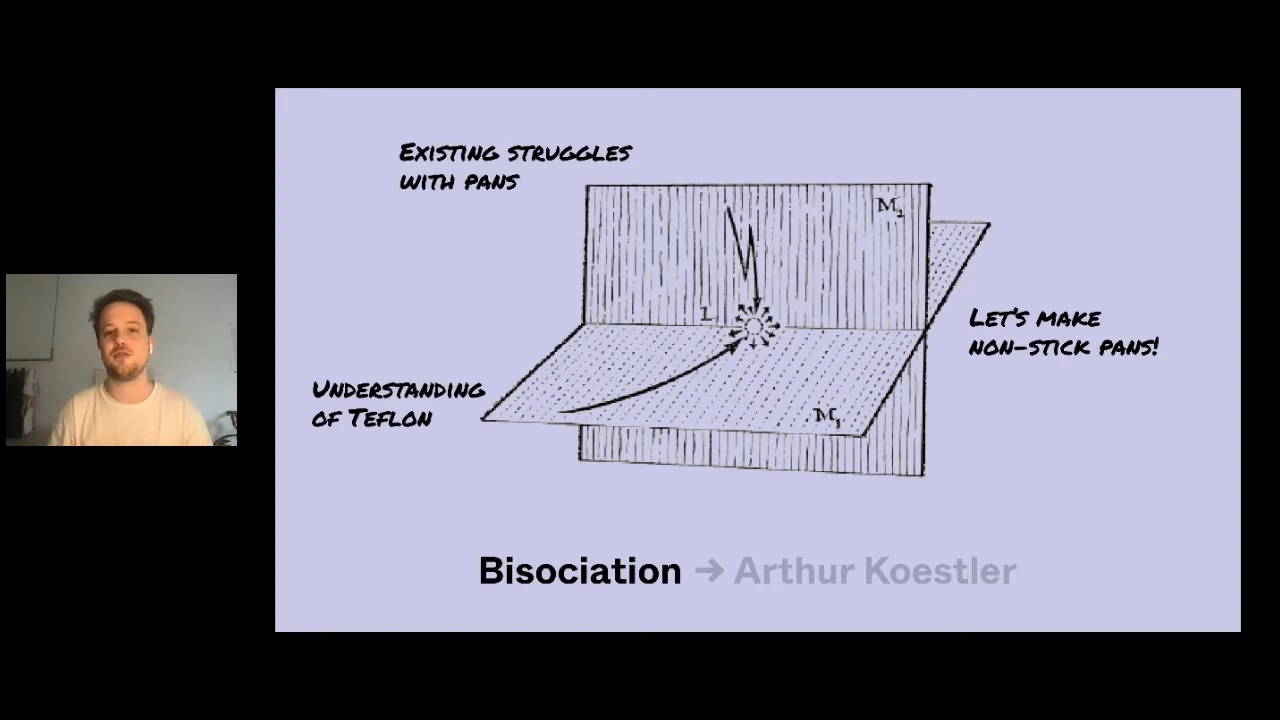 Existing struggles
with pans
M2
L
Let's make
non-stick pans!
Understanding
of Teflon
M1
Bisociation → Arthur Koestler